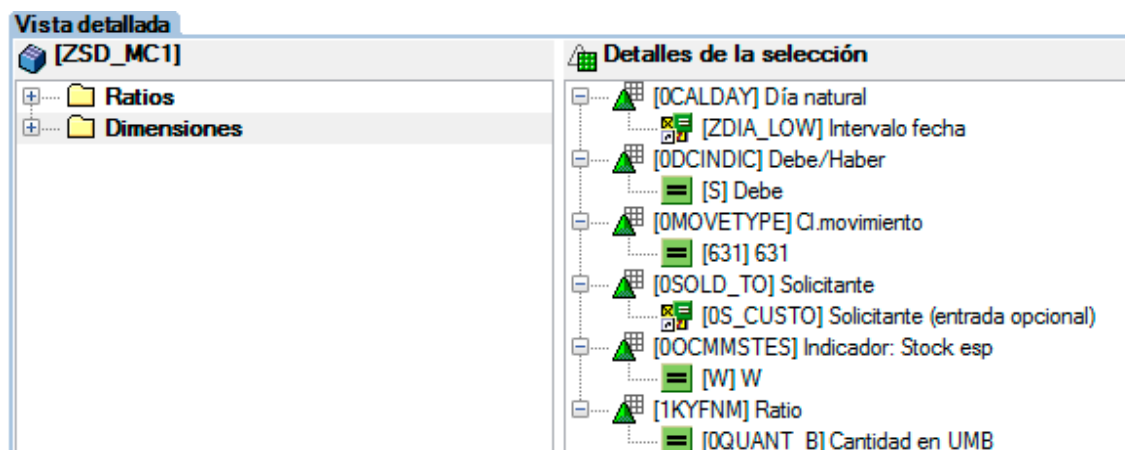 Vista detallada
[ZSD_MC1]
Ratios
Dimensiones
Detalles de la selección
[0CALDAY] Día natural
[ZDIA_LOW] Intervalo fecha
[0DCINDIC] Debe/Haber
[S] Debe
[0MOVETYPE] Cl.movimiento
[631] 631
[0SOLD_TO] Solicitante
[0S_CUSTO] Solicitante (entrada opcional)
[0OCMMSTES] Indicador: Stock esp
[W] W
[1KYFNM] Ratio
[0QUANT_B] Cantidad en UMB